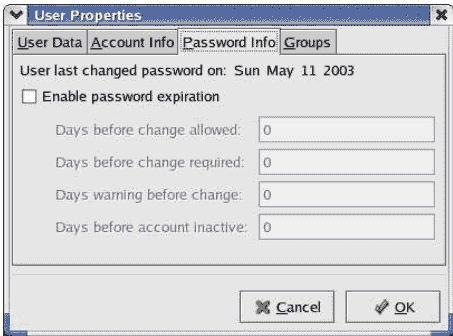 User Properties
User Data Account Info Password Info Groups
User last changed password on: Sun May 11 2003
Enable password expiration
Days before change allowed: 0
Days before change required: 0
Days warning before change: 0
Days before account inactive: 0
Cancel OK